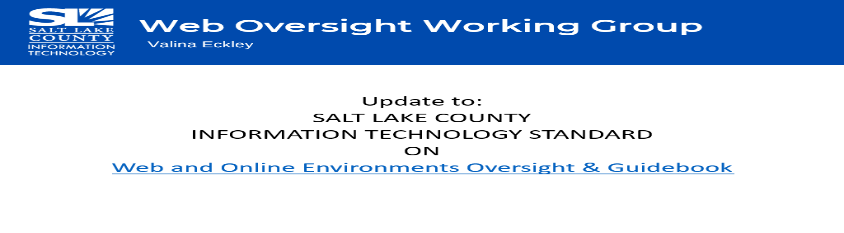 SL
SALT LAKE
COUNTY
INFORMATION
TECHNOLOGY
Web Oversight Working Group
Valina Eckley
Update to:
SALT LAKE COUNTY
INFORMATION TECHNOLOGY STANDARD
ON
Web and Online Environments Oversight & Guidebook